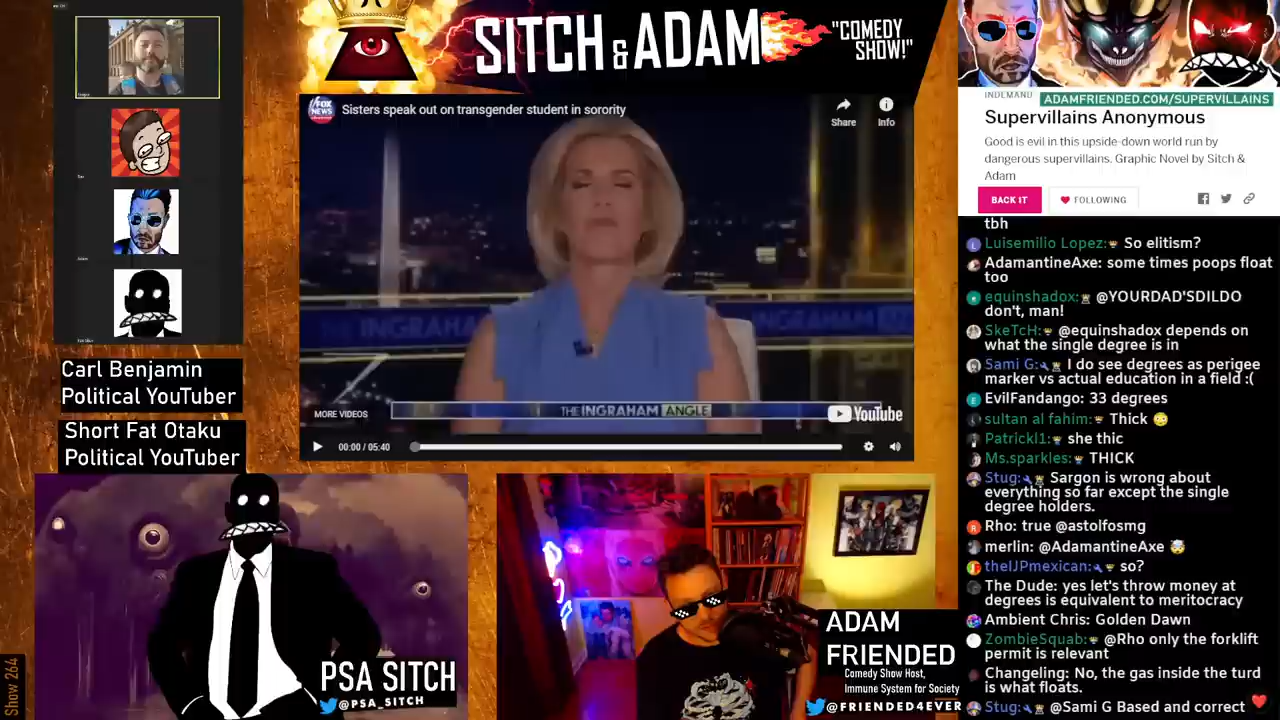 SITCH & ADAM
"COMEDY
SHOW!"
FOX
NEWS
Sisters speak out on transgender student in sorority
Share
Info
THE INGRAHAM
INGRAHAM
MORE VIDEOS
THE INGRAHAM ANGLE
YouTube
00:00 / 05:40
Carl Benjamin
Political YouTuber
Short Fat Otaku
Political YouTuber
PSA SITCH
@PSA_SITCH
Show 264
ADAM
FRIENDED
Comedy Show Host,
Immune System for Society
@FRIENDED4EVER
INDEMAND
ADAMFRIENDED.COM/SUPERVILLAINS
Supervillains Anonymous
Good is evil in this upside-down world run by
dangerous supervillains. Graphic Novel by Sitch &
Adam
BACK IT
FOLLOWING
tbh
Luisemilio Lopez: So elitism?
AdamantineAxe: some times poops float
too
equinshadox: @YOURDAD'SDILDO
don't, man!
SkeTcH: @equinshadox depends on
what the single degree is in
Sami G: I do see degrees as perigee
marker vs actual education in a field :(
EvilFandango: 33 degrees
sultan al fahim: Thick 😳
Patrickl1: she thic
Ms.sparkles: THICK
Stug: Sargon is wrong about
everything so far except the single
degree holders.
Rho: true @astolfosmg
merlin: @AdamantineAxe 🤯
theIJPmexican: so?
The Dude: yes let's throw money at
degrees is equivalent to meritocracy
Ambient Chris: Golden Dawn
ZombieSquab: @Rho only the forklift
permit is relevant
Changeling: No, the gas inside the turd
is what floats.
Stug: @Sami G Based and correct